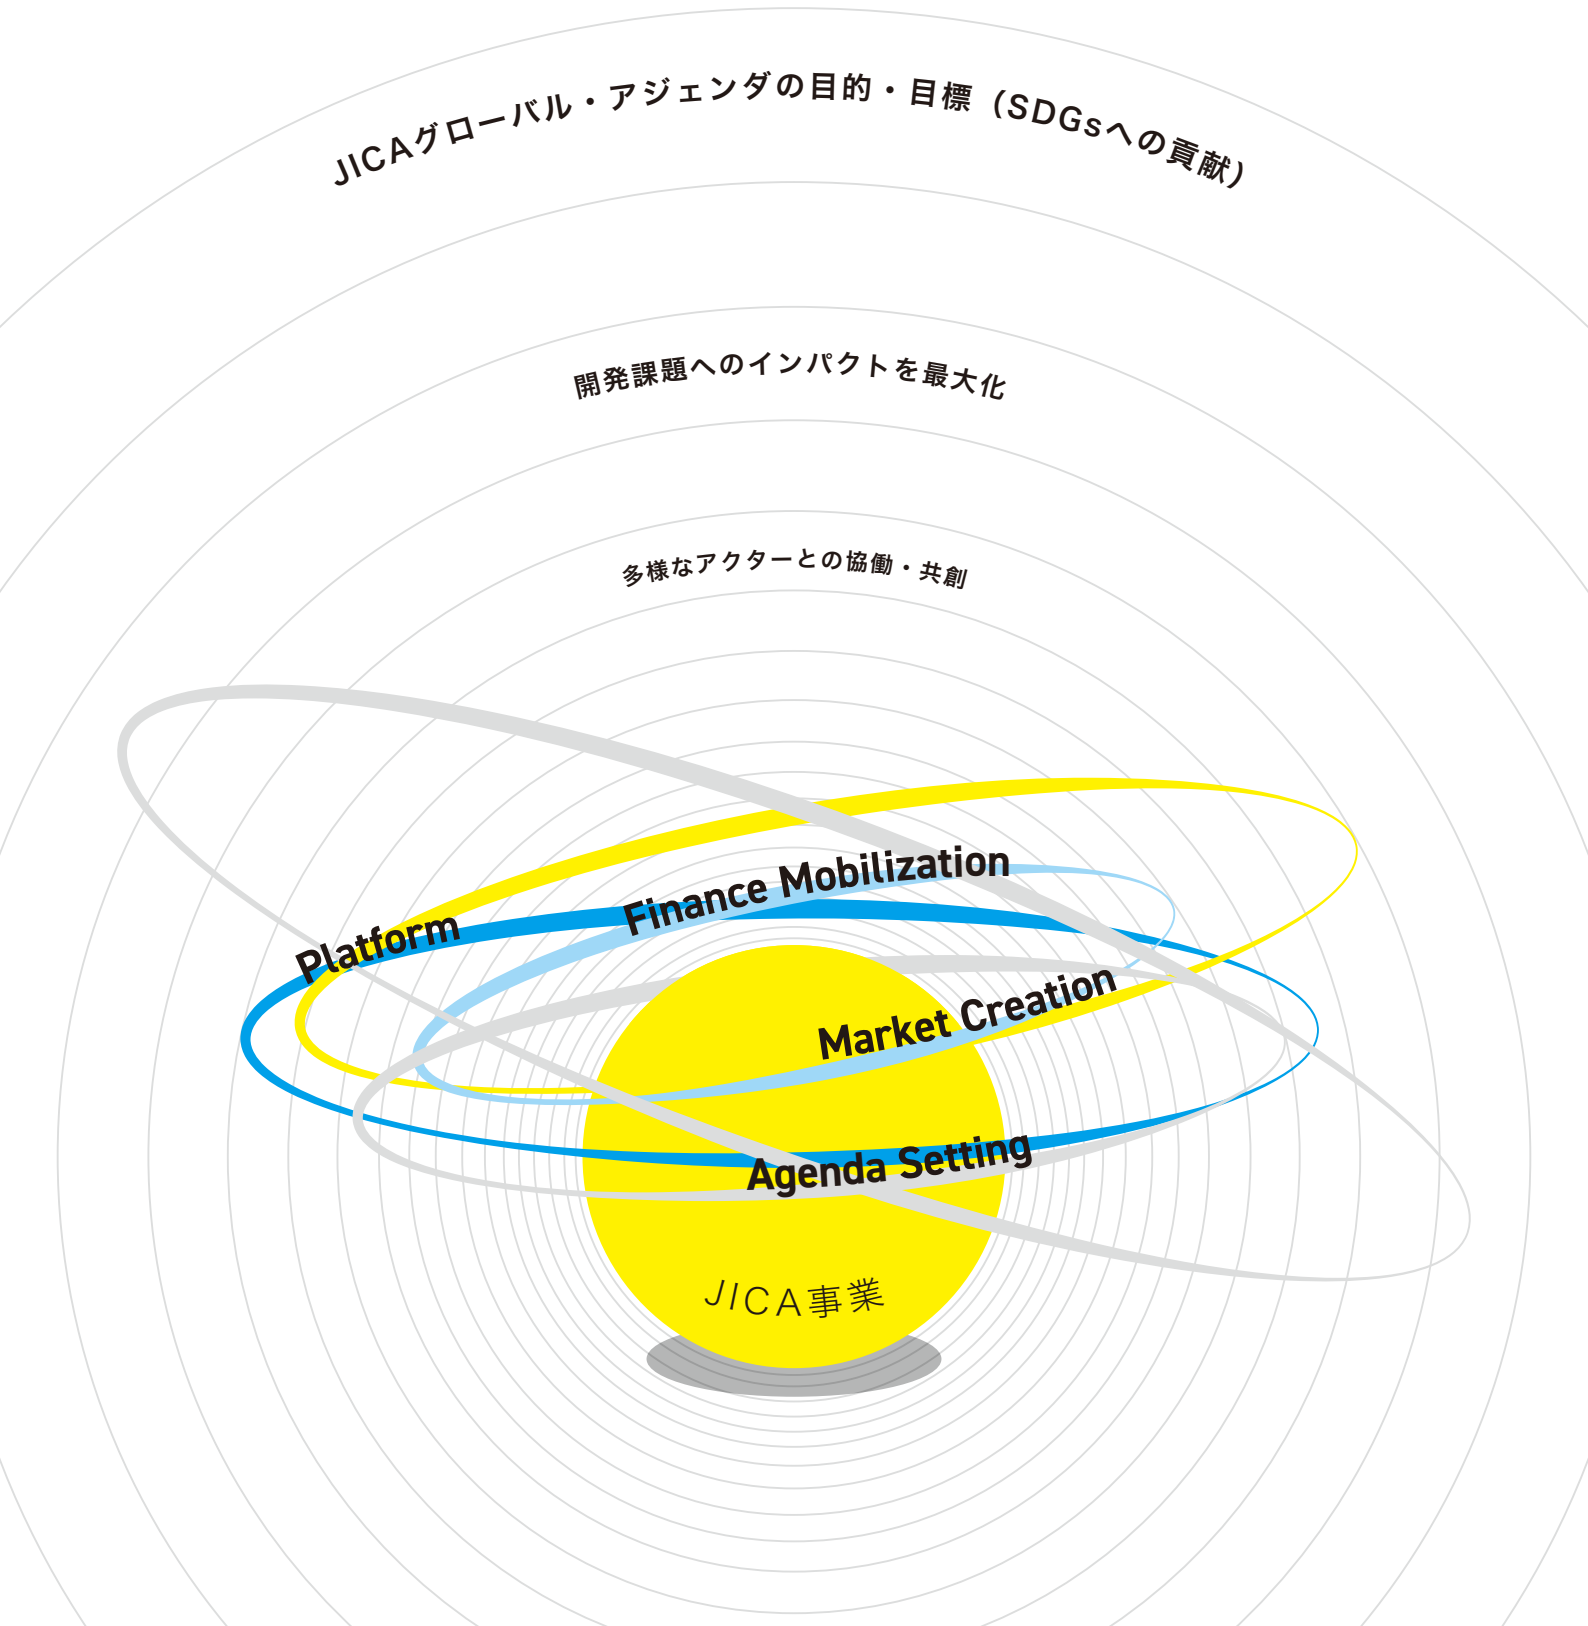 JICAグローバル・アジェンダの目的・目標（SDGsへの貢献）
開発課題へのインパクトを最大化
多様なアクターとの協働・共創
Finance Mobilization
Platform
Market Creation
Agenda Setting
JICA事業